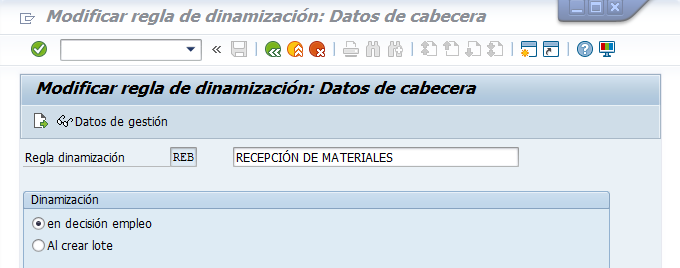 Modificar regla de dinamización: Datos de cabecera
Modificar regla de dinamización: Datos de cabecera
Datos de gestión
Regla dinamización REB RECEPCIÓN DE MATERIALES
Dinamización
en decisión empleo
Al crear lote